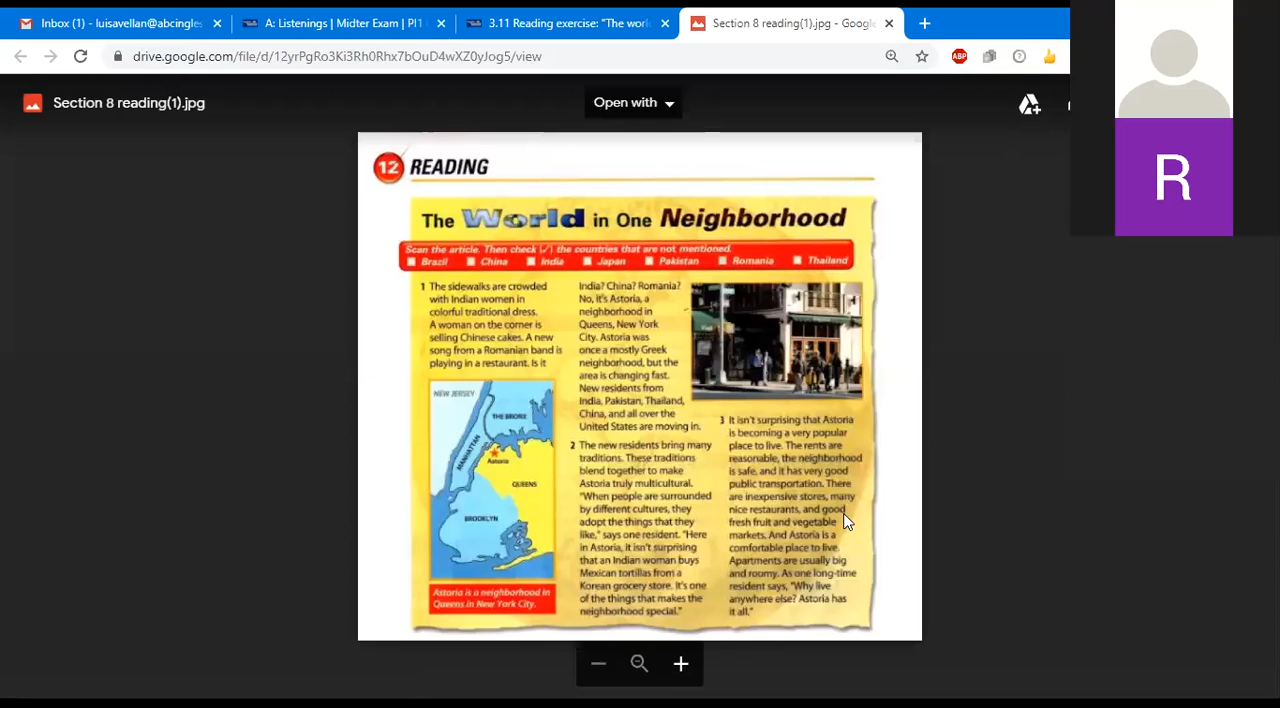 Inbox (1) - luisavellan@abcingles
A: Listenings | Midter Exam | PI1
3.11 Reading exercise: "The worl
Section 8 reading(1).jpg - Google
drive.google.com/file/d/12yrPgRo3Ki3Rh0Rhx7bOuD4wXZ0yJog5/view
ABP
Section 8 reading(1).jpg
Open with
R
12 READING
The World in One Neighborhood
Scan the article. Then check [✓] the countries that are not mentioned.
Brazil China India Japan Pakistan Romania Thailand
1 The sidewalks are crowded
with Indian women in
colorful traditional dress.
A woman on the corner is
selling Chinese cakes. A new
song from a Romanian band is
playing in a restaurant. Is it
NEW JERSEY
THE BRONX
MANHATTAN
Astoria
QUEENS
BROOKLYN
Astoria is a neighborhood in
Queens in New York City.
India? China? Romania?
No, it's Astoria, a
neighborhood in
Queens, New York
City. Astoria was
once a mostly Greek
neighborhood, but the
area is changing fast.
New residents from
India, Pakistan, Thailand,
China, and all over the
United States are moving in.
2 The new residents bring many
traditions. These traditions
blend together to make
Astoria truly multicultural.
"When people are surrounded
by different cultures, they
adopt the things that they
like," says one resident. "Here
in Astoria, it isn't surprising
that an Indian woman buys
Mexican tortillas from a
Korean grocery store. It's one
of the things that makes the
neighborhood special."
3 It isn't surprising that Astoria
is becoming a very popular
place to live. The rents are
reasonable, the neighborhood
is safe, and it has very good
public transportation. There
are inexpensive stores, many
nice restaurants, and good
fresh fruit and vegetable
markets. And Astoria is a
comfortable place to live.
Apartments are usually big
and roomy. As one long-time
resident says, "Why live
anywhere else? Astoria has
it all."